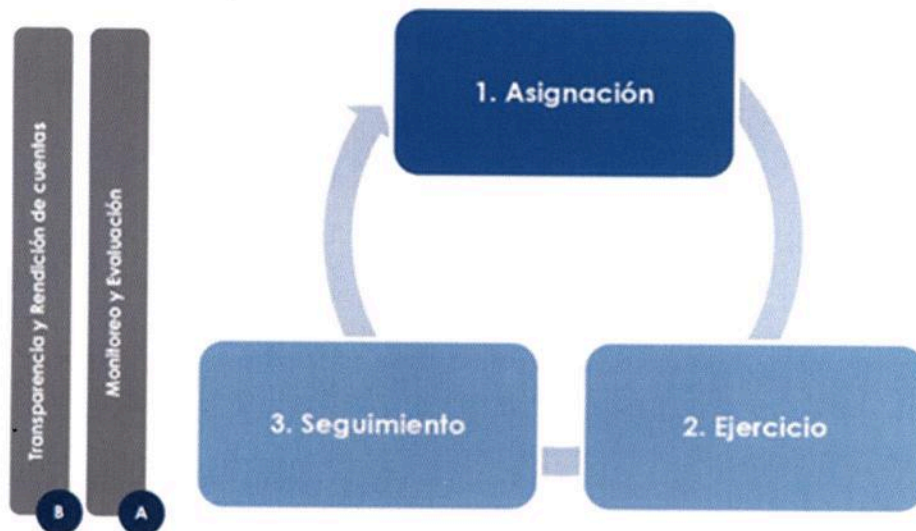 Transparencia y Rendición de cuentas
B
Monitoreo y Evaluación
A
1. Asignación
3. Seguimiento
2. Ejercicio